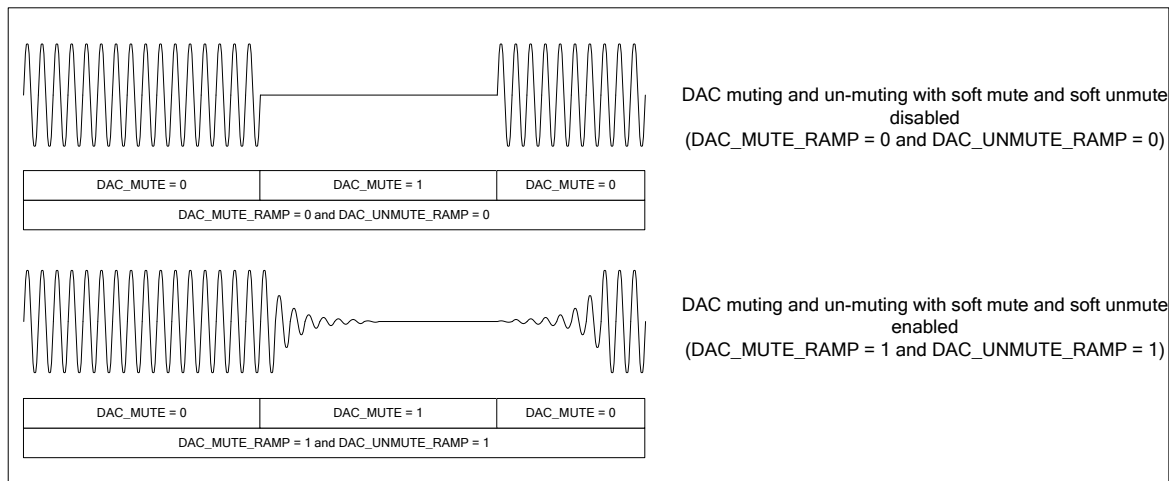 DAC muting and un-muting with soft mute and soft unmute
disabled
(DAC_MUTE_RAMP = 0 and DAC_UNMUTE_RAMP = 0)
DAC_MUTE = 0 DAC_MUTE = 1 DAC_MUTE = 0
DAC_MUTE_RAMP = 0 and DAC_UNMUTE_RAMP = 0
DAC muting and un-muting with soft mute and soft unmute
enabled
(DAC_MUTE_RAMP = 1 and DAC_UNMUTE_RAMP = 1)
DAC_MUTE = 0 DAC_MUTE = 1 DAC_MUTE = 0
DAC_MUTE_RAMP = 1 and DAC_UNMUTE_RAMP = 1